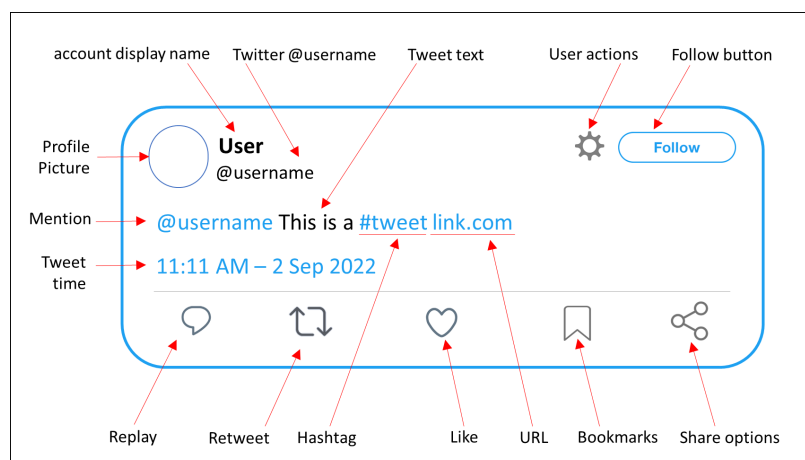 account display name Twitter @username Tweet text User actions Follow button
Profile
Picture
User
@username
Follow
Mention
@username This is a #tweet link.com
Tweet
time
11:11 AM – 2 Sep 2022
Replay Retweet Hashtag Like URL Bookmarks Share options